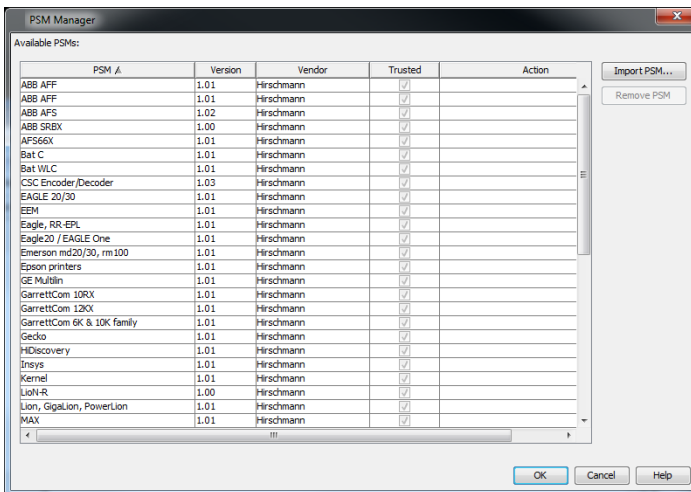 PSM Manager
Available PSMs:
PSM Version Vendor Trusted Action
ABB AFF 1.01 Hirschmann
ABB AFF 1.01 Hirschmann
ABB AFS 1.02 Hirschmann
ABB SRBX 1.00 Hirschmann
AFS66X 1.01 Hirschmann
Bat C 1.01 Hirschmann
Bat WLC 1.01 Hirschmann
CSC Encoder/Decoder 1.03 Hirschmann
EAGLE 20/30 1.01 Hirschmann
EEM 1.01 Hirschmann
Eagle, RR-EPL 1.01 Hirschmann
Eagle20 / EAGLE One 1.01 Hirschmann
Emerson md20/30, rm100 1.01 Hirschmann
Epson printers 1.01 Hirschmann
GE Multilin 1.01 Hirschmann
GarrettCom 10RX 1.01 Hirschmann
GarrettCom 12KX 1.01 Hirschmann
GarrettCom 6K & 10K family 1.01 Hirschmann
Gecko 1.01 Hirschmann
HiDiscovery 1.01 Hirschmann
Insys 1.01 Hirschmann
Kernel 1.01 Hirschmann
LioN-R 1.00 Hirschmann
Lion, GigaLion, PowerLion 1.01 Hirschmann
MAX 1.01 Hirschmann
Import PSM...
Remove PSM
OK Cancel Help